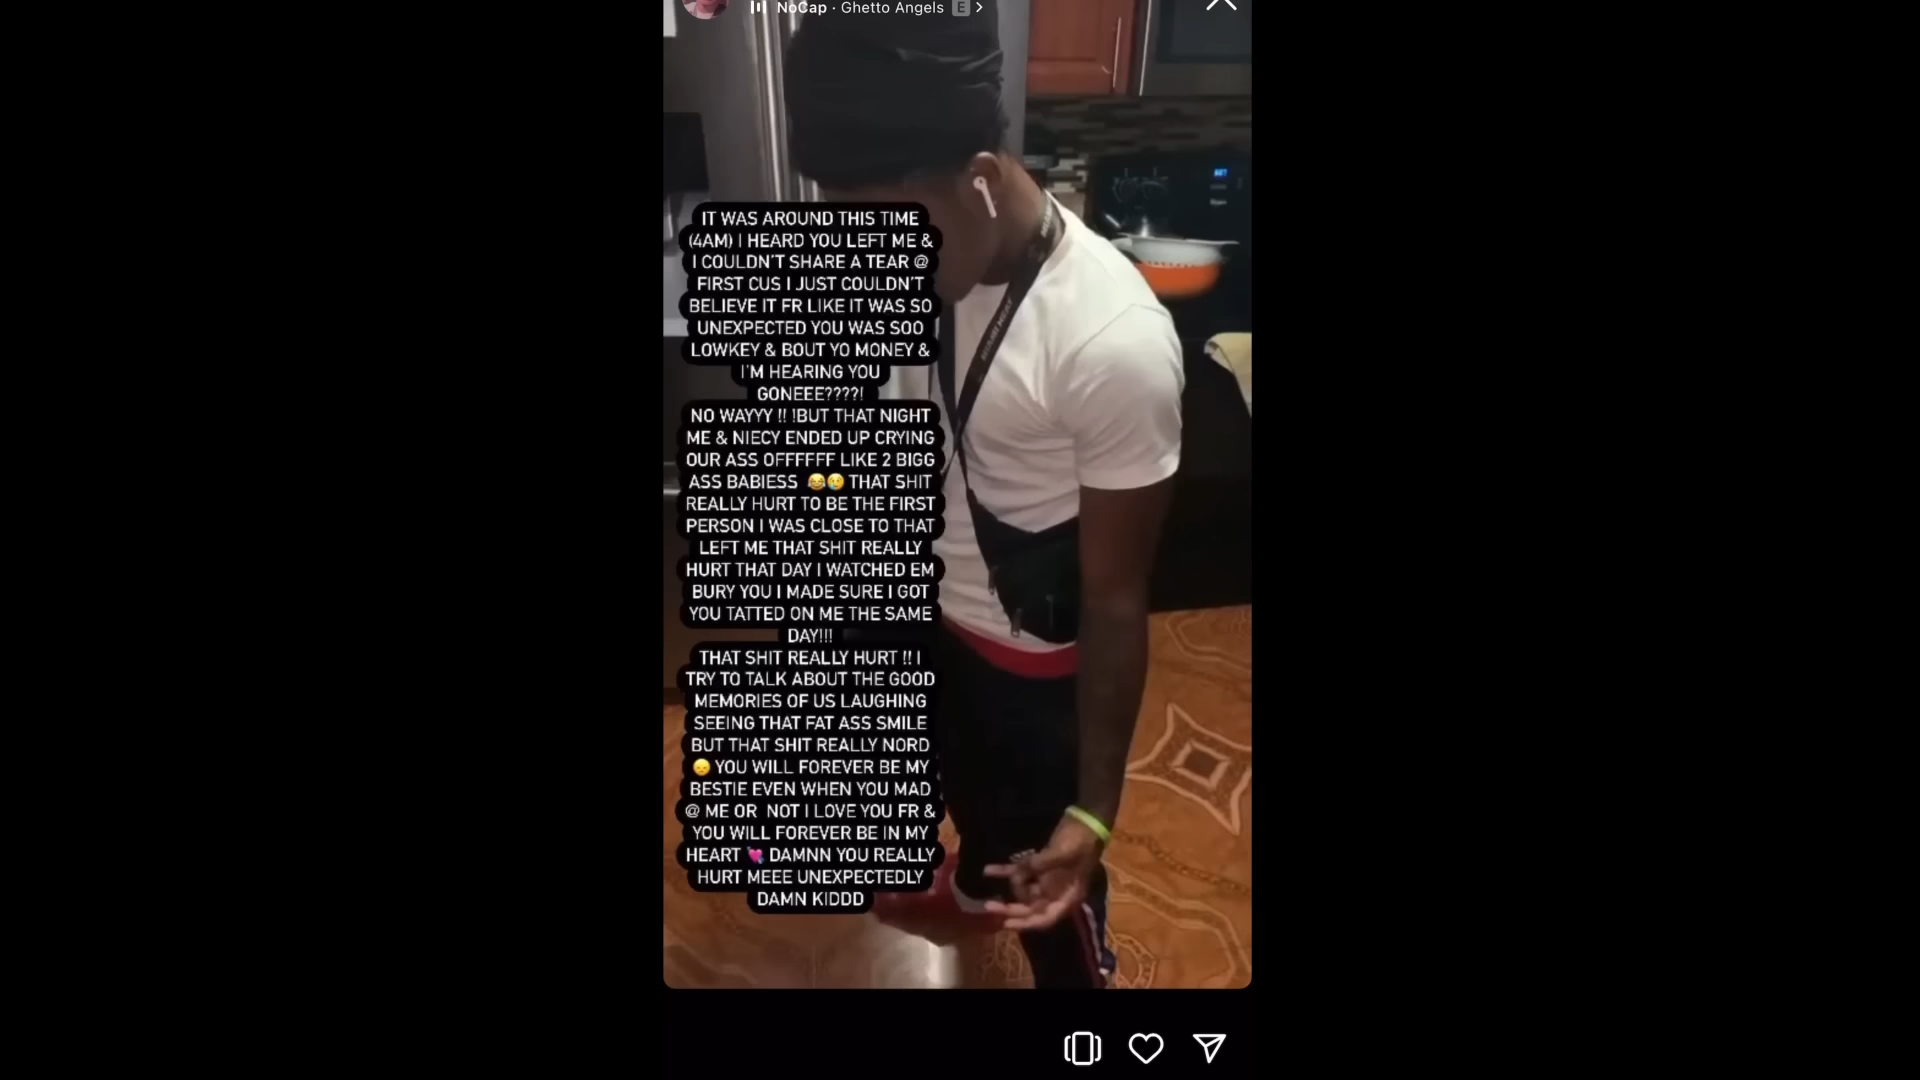 NoCap · Ghetto Angels E
IT WAS AROUND THIS TIME
(4AM) I HEARD YOU LEFT ME &
I COULDN'T SHARE A TEAR @
FIRST CUS I JUST COULDN'T
BELIEVE IT FR LIKE IT WAS SO
UNEXPECTED YOU WAS SOO
LOWKEY & BOUT YO MONEY &
I'M HEARING YOU
GONEEE????!
NO WAYYY !! !BUT THAT NIGHT
ME & NIECY ENDED UP CRYING
OUR ASS OFFFFFF LIKE 2 BIGG
ASS BABIESS 😂😢 THAT SHIT
REALLY HURT TO BE THE FIRST
PERSON I WAS CLOSE TO THAT
LEFT ME THAT SHIT REALLY
HURT THAT DAY I WATCHED EM
BURY YOU I MADE SURE I GOT
YOU TATTED ON ME THE SAME
DAY!!!
THAT SHIT REALLY HURT !! I
TRY TO TALK ABOUT THE GOOD
MEMORIES OF US LAUGHING
SEEING THAT FAT ASS SMILE
BUT THAT SHIT REALLY NORD
😞 YOU WILL FOREVER BE MY
BESTIE EVEN WHEN YOU MAD
@ ME OR NOT I LOVE YOU FR &
YOU WILL FOREVER BE IN MY
HEART 💘 DAMNN YOU REALLY
HURT MEEE UNEXPECTEDLY
DAMN KIDDD
MIAMI HEAT